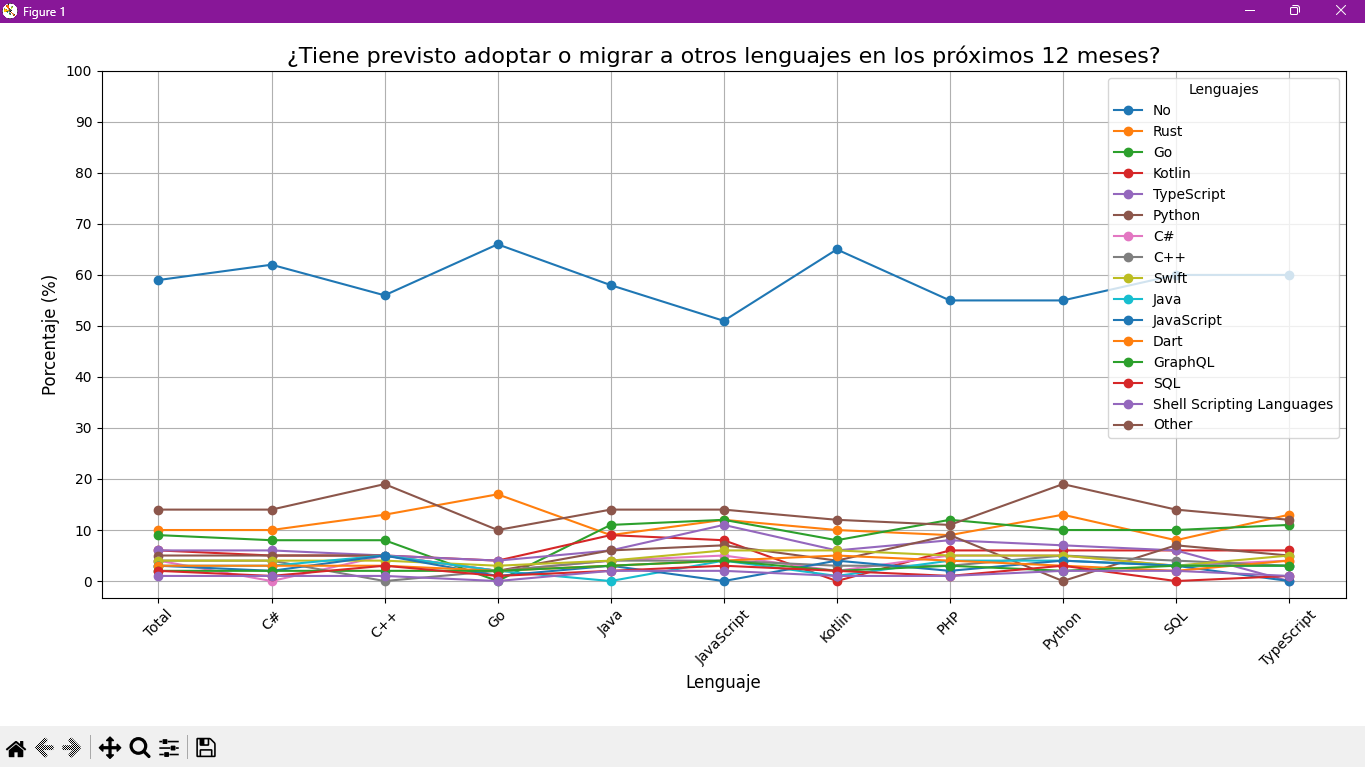 Figure 1
¿Tiene previsto adoptar o migrar a otros lenguajes en los próximos 12 meses?
Porcentaje (%)
100
90
80
70
60
50
40
30
20
10
0
Lenguajes
No
Rust
Go
Kotlin
TypeScript
Python
C#
C++
Swift
Java
JavaScript
Dart
GraphQL
SQL
Shell Scripting Languages
Other
Total
C#
C++
Go
Java
JavaScript
Kotlin
PHP
Python
SQL
TypeScript
Lenguaje